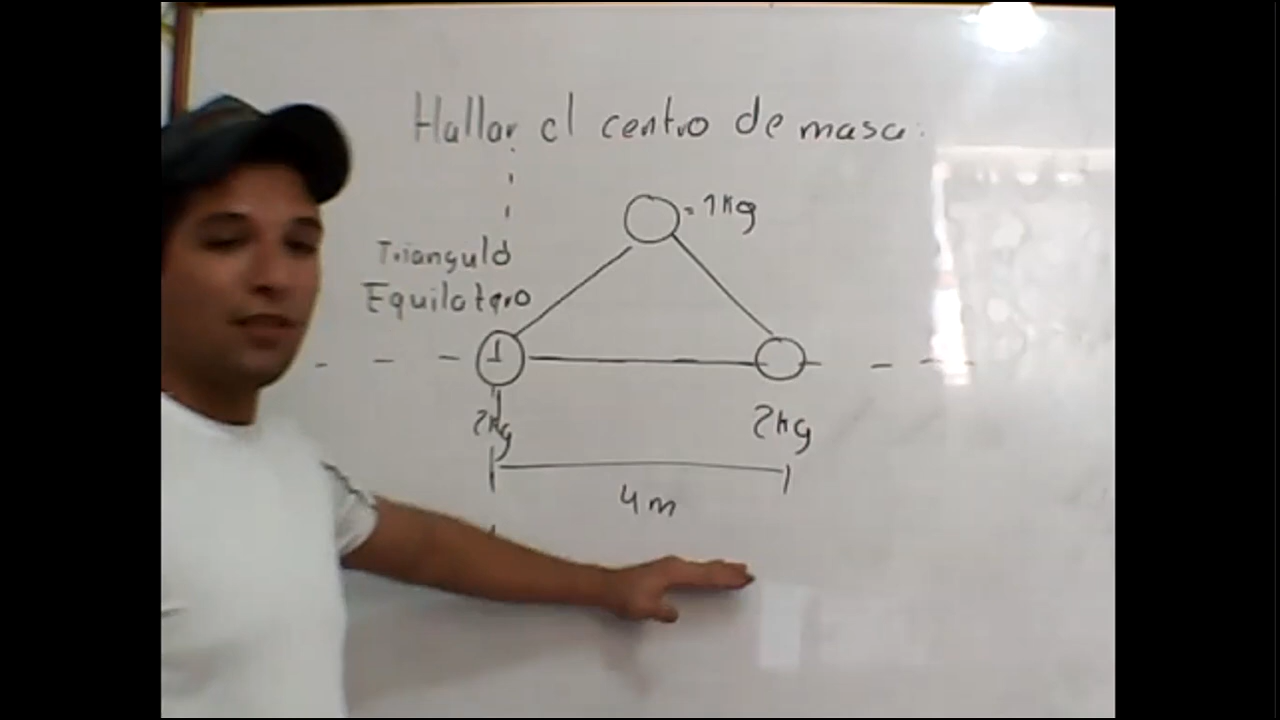 Hallar el centro de masa:
= 1Kg
Triangulo
Equilatero
1
2Kg
2Kg
4m